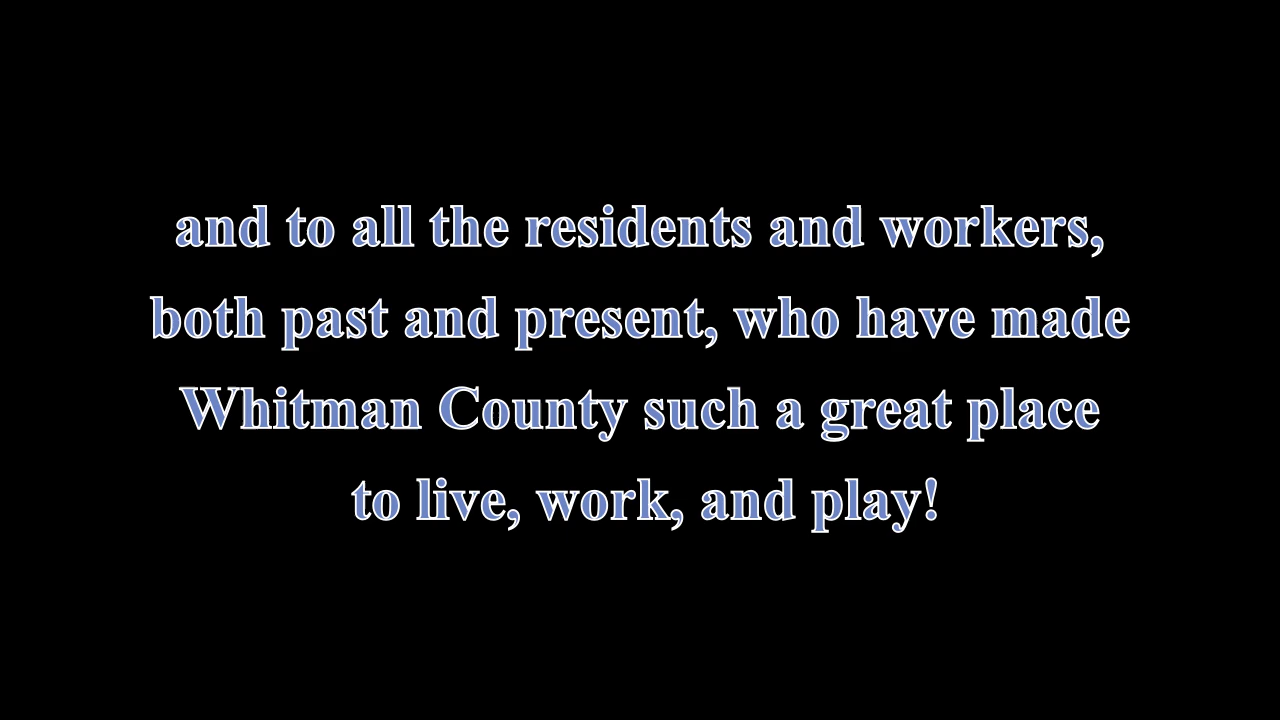 and to all the residents and workers,
both past and present, who have made
Whitman County such a great place
to live, work, and play!